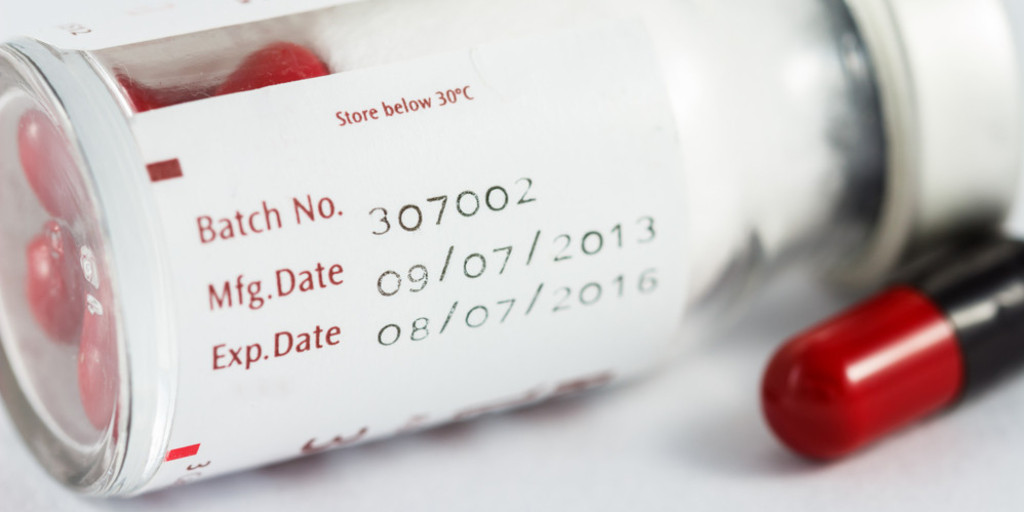 Store below 30°C
Batch No. 307002
Mfg.Date 09/07/2013
Exp.Date 08/07/2016